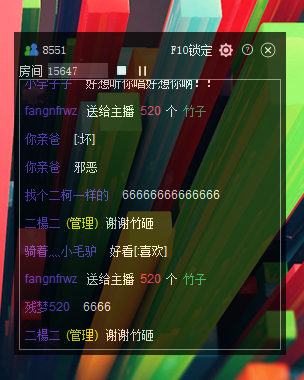 8551 F10锁定
房间 15647
好想听你唱好想你啊：：
fangnfrwz 送给主播 520 个 竹子
你亲爸 [:坏]
你亲爸 邪恶
找个二柯一样的 66666666666666
二楊二 (管理) 谢谢竹砸
骑着灬小毛驴 好看[:喜欢]
fangnfrwz 送给主播 520 个 竹子
残梦520 6666
二楊二 (管理) 谢谢竹砸